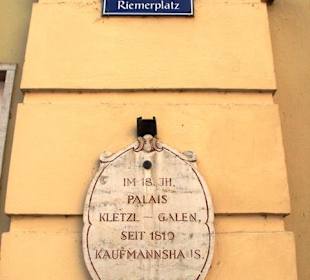 Riemerplatz
IM 18. JH.
PALAIS
KLETZL - GALEN,
SEIT 1819
KAUFMANNSHAUS.